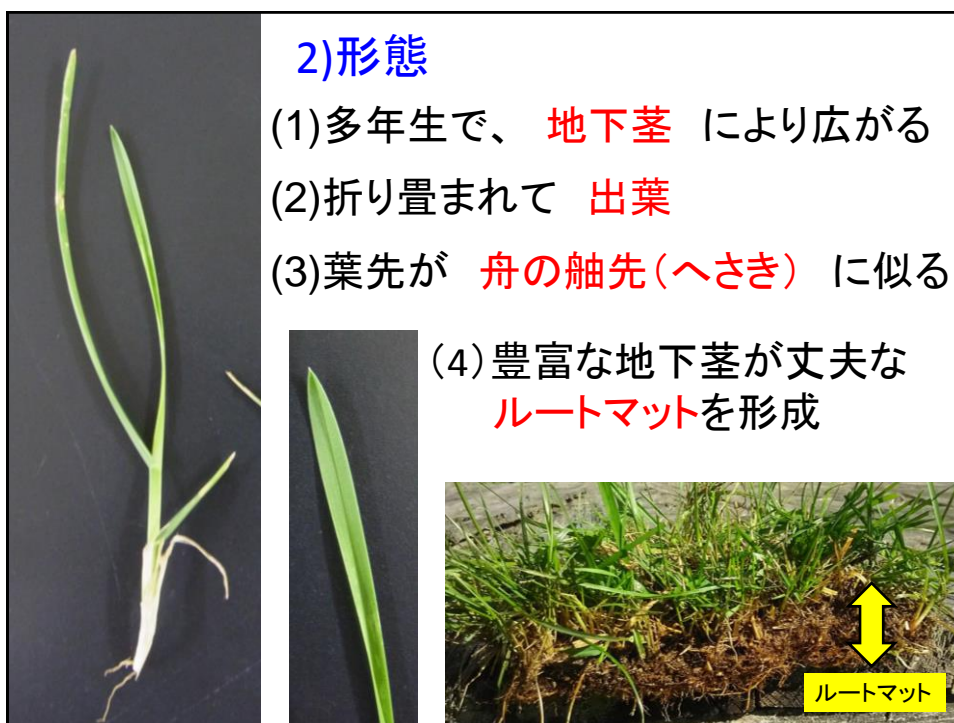 2)形態
(1)多年生で、 地下茎 により広がる
(2)折り畳まれて 出葉
(3)葉先が 舟の舳先(へさき) に似る
(4)豊富な地下茎が丈夫な
ルートマットを形成
ルートマット